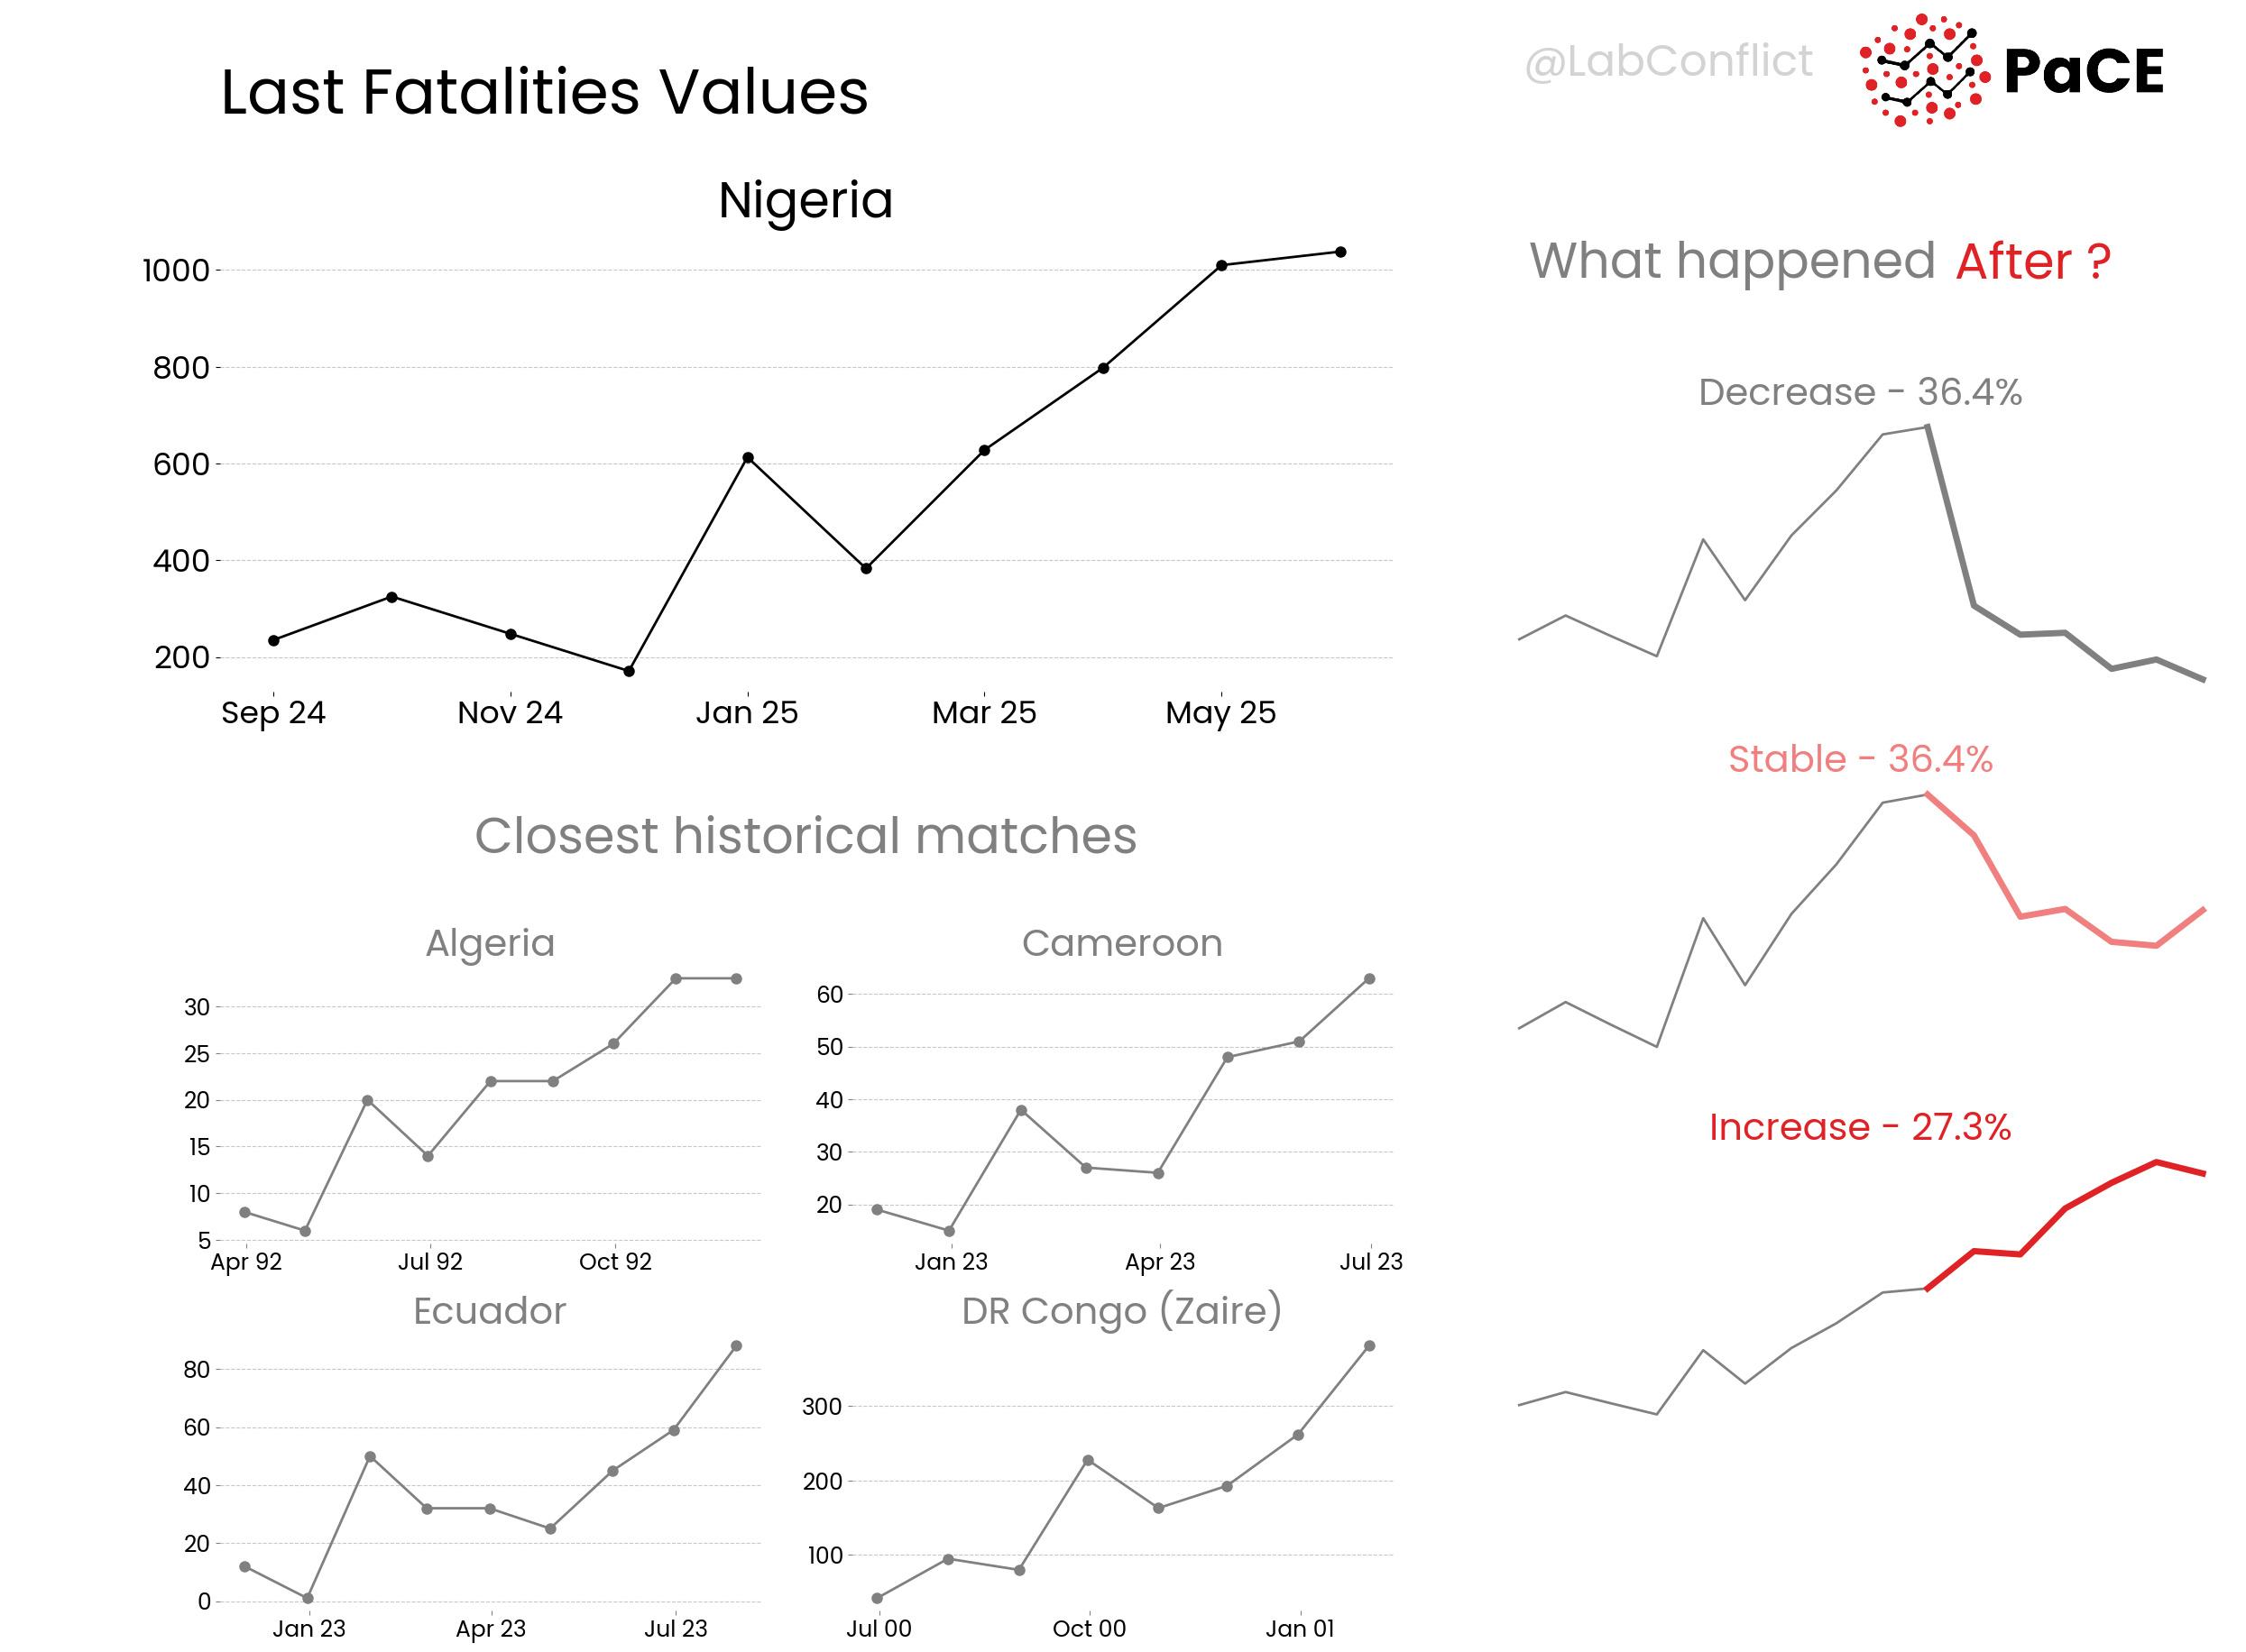 @LabConflict
PaCE
Last Fatalities Values
Nigeria
1000
800
600
400
200
Sep 24 Nov 24 Jan 25 Mar 25 May 25
What happened After ?
Decrease - 36.4%
Stable - 36.4%
Increase - 27.3%
Closest historical matches
Algeria
30
25
20
15
10
5
Apr 92 Jul 92 Oct 92
Cameroon
60
50
40
30
20
Jan 23 Apr 23 Jul 23
Ecuador
80
60
40
20
0
Jan 23 Apr 23 Jul 23
DR Congo (Zaire)
300
200
100
Jul 00 Oct 00 Jan 01